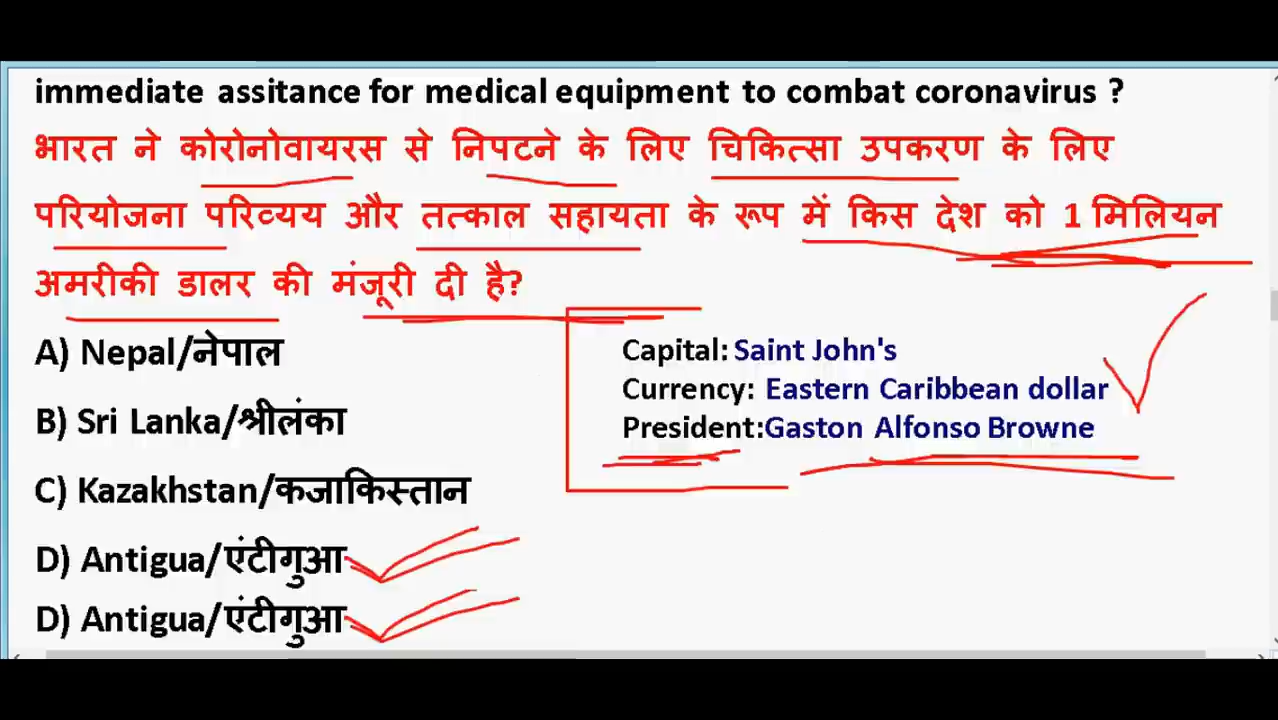 immediate assitance for medical equipment to combat coronavirus ?
भारत ने कोरोनोवायरस से निपटने के लिए चिकित्सा उपकरण के लिए
परियोजना परिव्यय और तत्काल सहायता के रूप में किस देश को 1 मिलियन
अमरीकी डालर की मंजूरी दी है?
A) Nepal/नेपाल
B) Sri Lanka/श्रीलंका
C) Kazakhstan/कजाकिस्तान
D) Antigua/एंटीगुआ
D) Antigua/एंटीगुआ
Capital: Saint John's
Currency: Eastern Caribbean dollar
President:Gaston Alfonso Browne